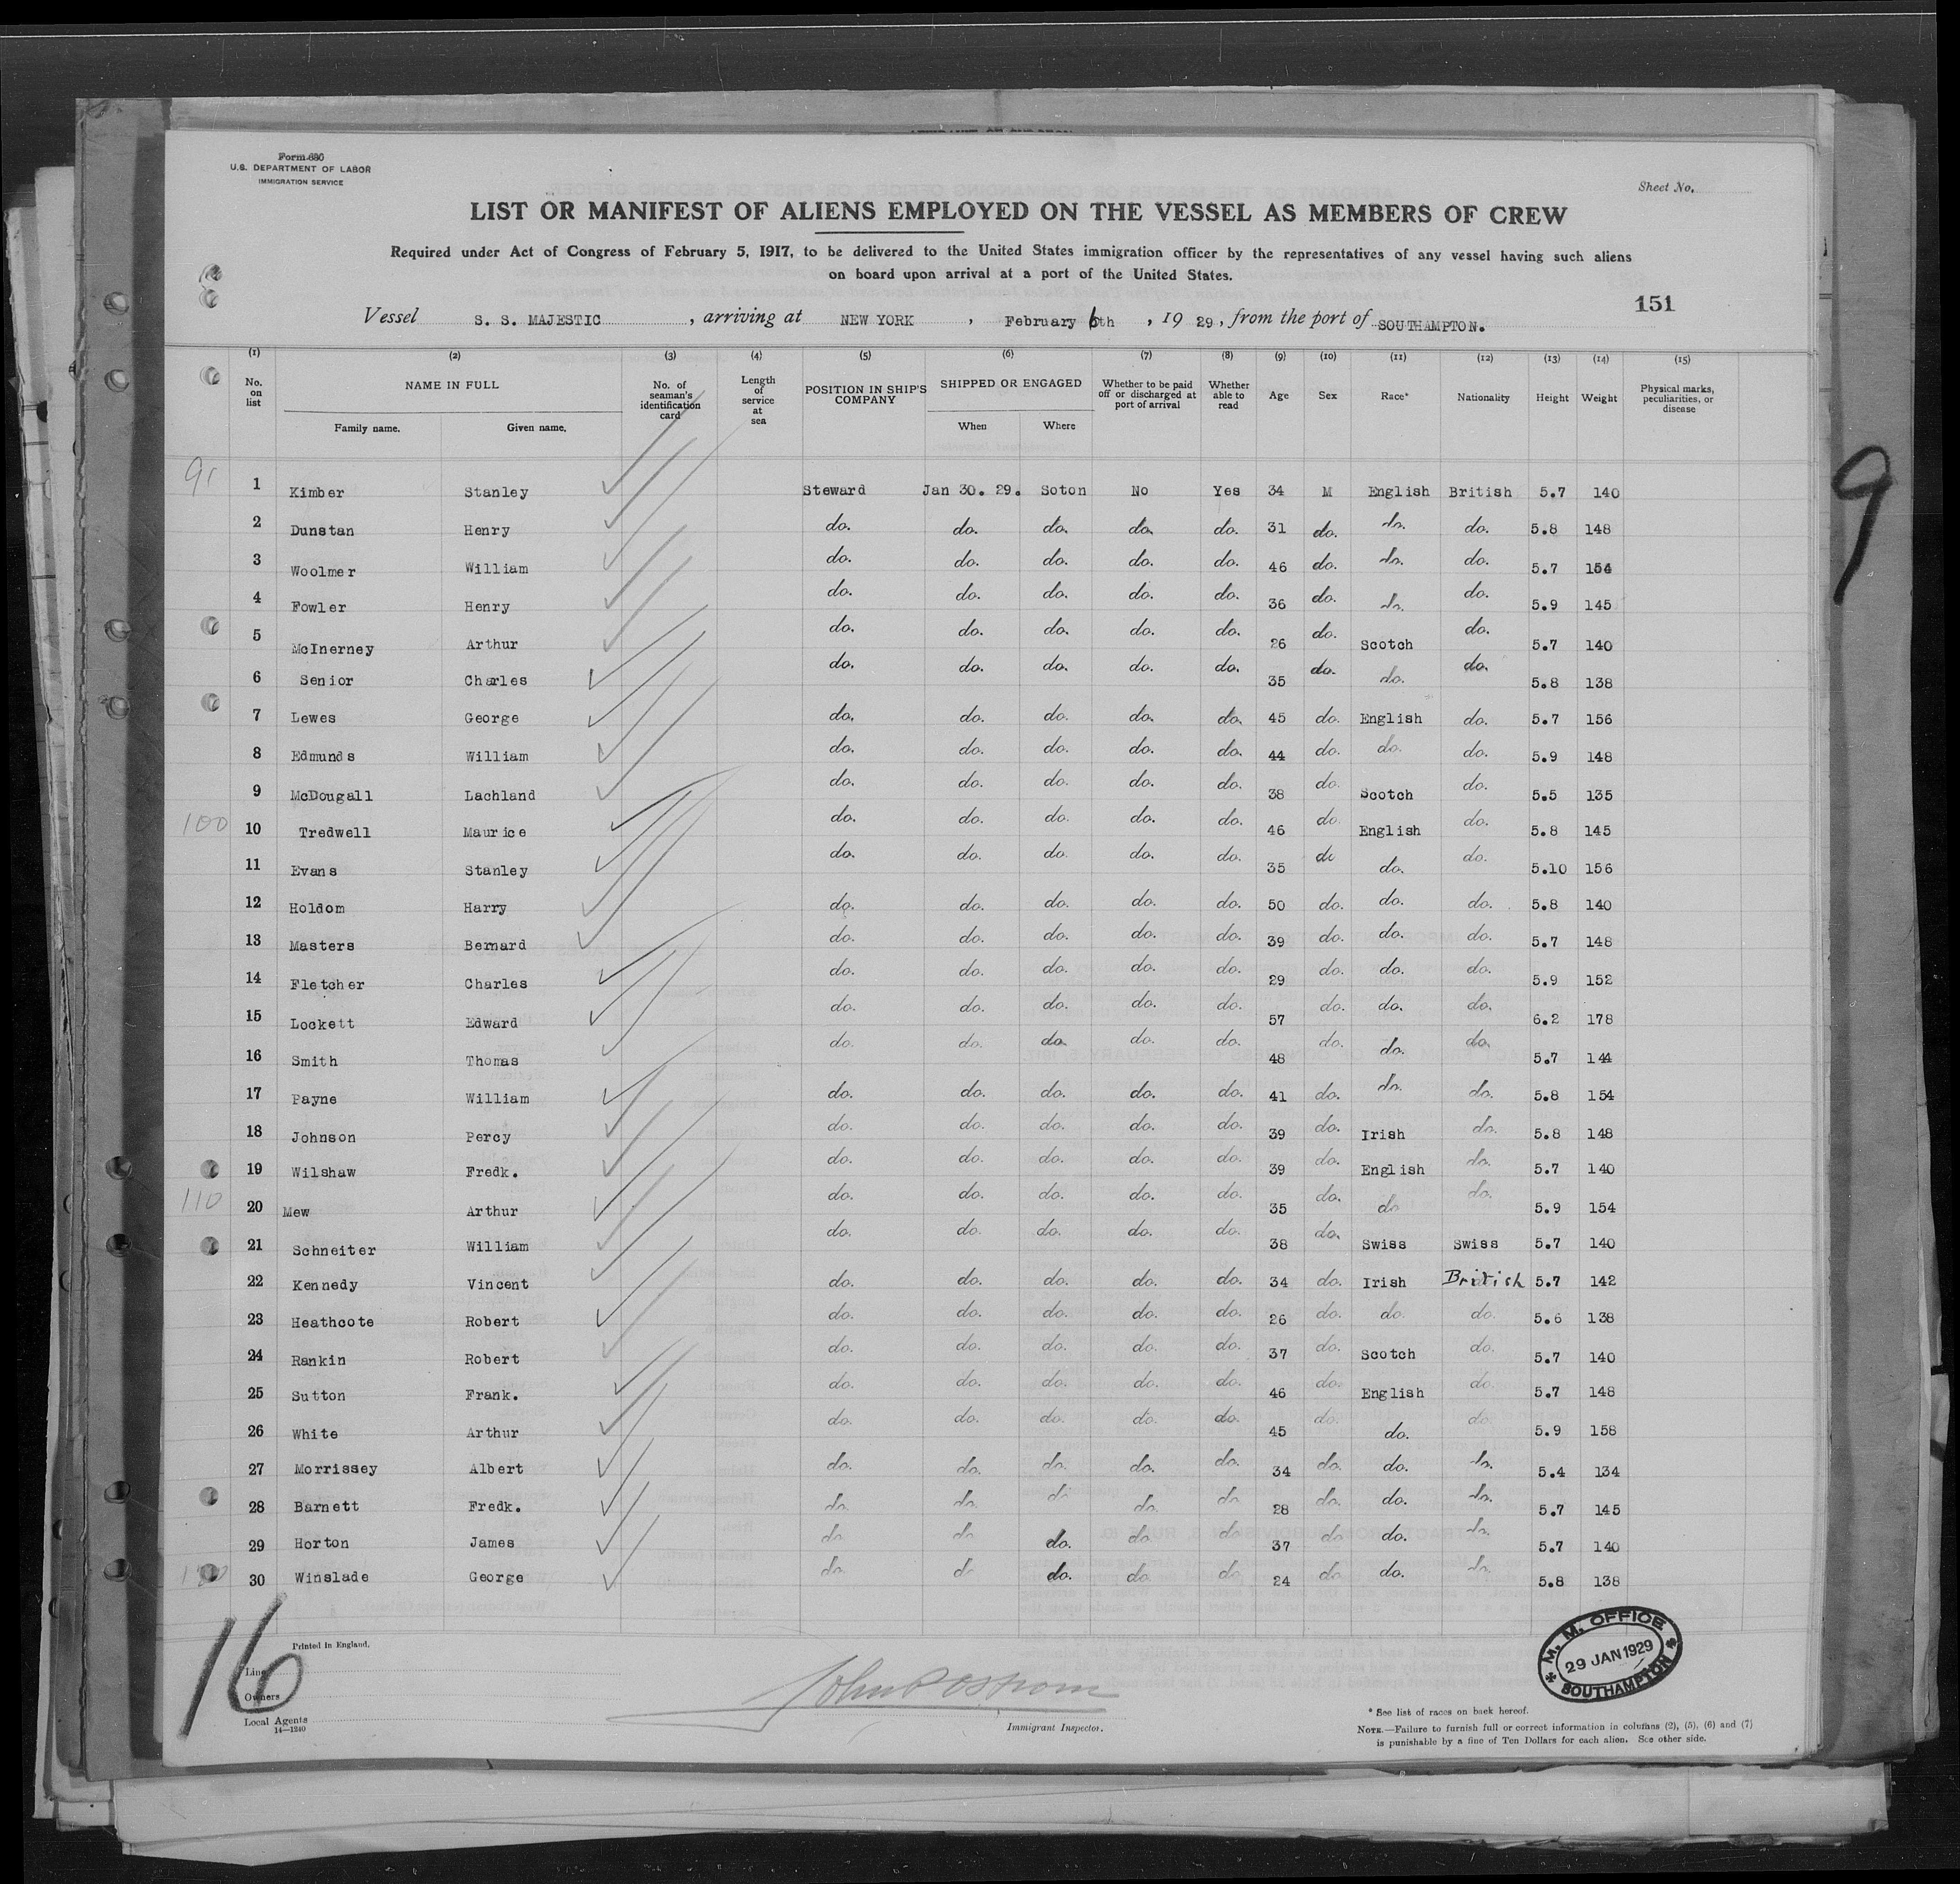 Form 680
U.S. DEPARTMENT OF LABOR
IMMIGRATION SERVICE
Sheet No.
LIST OR MANIFEST OF ALIENS EMPLOYED ON THE VESSEL AS MEMBERS OF CREW
Required under Act of Congress of February 5, 1917, to be delivered to the United States immigration officer by the representatives of any vessel having such aliens
on board upon arrival at a port of the United States.
151
Vessel S. S. MAJESTIC , arriving at NEW YORK , February 6th , 19 29, from the port of SOUTHAMPTON.
(1) (2) (3) (4) (5) (6) (7) (8) (9) (10) (11) (12) (13) (14) (15)
No. on list NAME IN FULL Family name. Given name. No. of seaman's identification card Length of service at sea POSITION IN SHIP'S COMPANY SHIPPED OR ENGAGED When Where Whether to be paid off or discharged at port of arrival Whether able to read Age Sex Race* Nationality Height Weight Physical marks, peculiarities, or disease
91 1 Kimber Stanley Steward Jan 30. 29. Soton No Yes 34 M English British 5.7 140
2 Dunstan Henry do. do. do. do. do. 31 do. do. do. 5.8 148
3 Woolmer William do. do. do. do. do. 46 do. do. do. 5.7 154
4 Fowler Henry do. do. do. do. do. 36 do. do. do. 5.9 145
5 McInerney Arthur do. do. do. do. do. 26 do. Scotch do. 5.7 140
6 Senior Charles do. do. do. do. do. 35 do. do. do. 5.8 138
7 Lewes George do. do. do. do. do. 45 do. English do. 5.7 156
8 Edmunds William do. do. do. do. do. 44 do. do. do. 5.9 148
9 McDougall Lachland do. do. do. do. do. 38 do. Scotch do. 5.5 135
100 10 Tredwell Maurice do. do. do. do. do. 46 do. English do. 5.8 145
11 Evans Stanley do. do. do. do. do. 35 do do. do. 5.10 156
12 Holdom Harry do. do. do. do. do. 50 do. do. do. 5.8 140
13 Masters Bernard do. do. do. do. do. 39 do. do. do. 5.7 148
14 Fletcher Charles do. do. do. do. do. 29 do. do. do. 5.9 152
15 Lockett Edward do. do. do. do. do. 57 do. do. do. 6.2 178
16 Smith Thomas do. do. do. do. do. 48 do. do. do. 5.7 144
17 Payne William do. do. do. do. do. 41 do. do. do. 5.8 154
18 Johnson Percy do. do. do. do. do. 39 do. Irish do. 5.8 148
19 Wilshaw Fredk. do. do. do. do. do. 39 do. English do. 5.7 140
110 20 Mew Arthur do. do. do. do. do. 35 do. do do. 5.9 154
21 Schneiter William do. do. do. do. do. 38 do. Swiss Swiss 5.7 140
22 Kennedy Vincent do. do. do. do. do. 34 do. Irish British 5.7 142
23 Heathcote Robert do. do. do. do. do. 26 do. do. do. 5.6 138
24 Rankin Robert do. do. do. do. do. 37 do. Scotch do. 5.7 140
25 Sutton Frank. do. do. do. do. do. 46 do. English do. 5.7 148
26 White Arthur do. do. do. do. do. 45 do. do. do. 5.9 158
27 Morrissey Albert do. do. do. do. do. 34 do. do. do. 5.4 134
28 Barnett Fredk. do. do. do do. do 28 do. do. do. 5.7 145
29 Horton James do do do. do do 37 do do. do. 5.7 140
120 30 Winslade George do. do do. do. do 24 do do. do. 5.8 138
9
16
Printed in England.
Line
Owners
Local Agents
14—1240
Immigrant Inspector.
M. M. OFFICE
29 JAN 1929
SOUTHAMPTON
* See list of races on back hereof.
NOTE.—Failure to furnish full or correct information in columns (2), (5), (6) and (7)
is punishable by a fine of Ten Dollars for each alien. See other side.